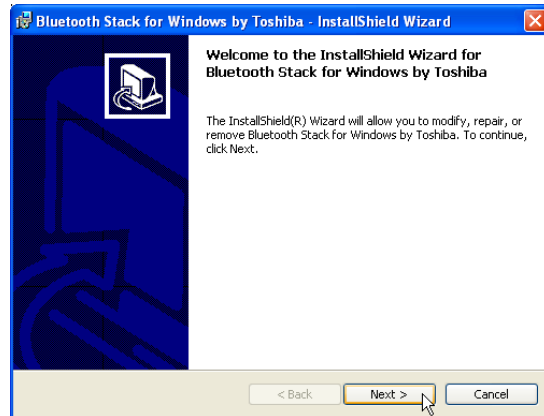 Bluetooth Stack for Windows by Toshiba - InstallShield Wizard
Welcome to the InstallShield Wizard for
Bluetooth Stack for Windows by Toshiba
The InstallShield(R) Wizard will allow you to modify, repair, or
remove Bluetooth Stack for Windows by Toshiba. To continue,
click Next.
< Back Next > Cancel